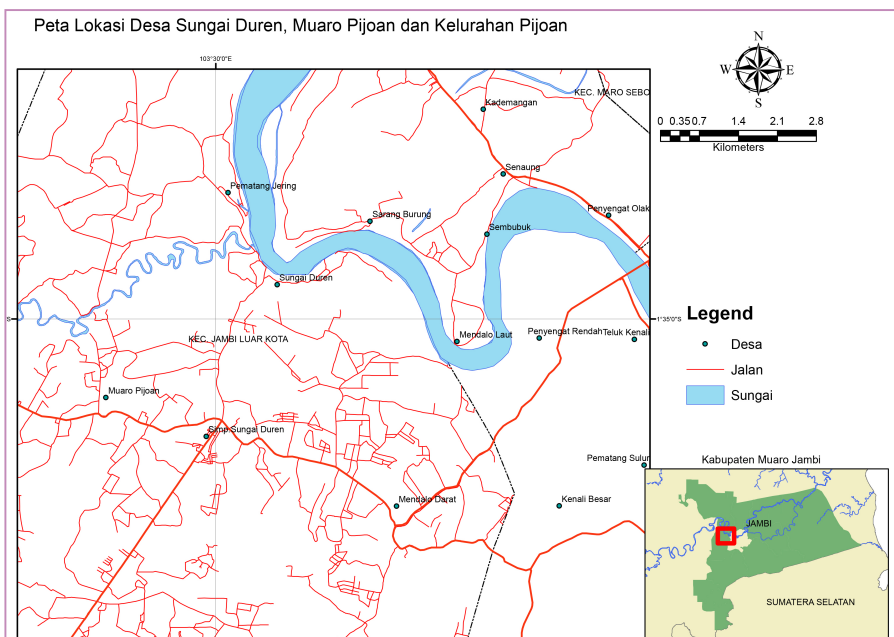 Peta Lokasi Desa Sungai Duren, Muaro Pijoan dan Kelurahan Pijoan
103°30'0"E
N
W E
S
KEC. MARO SEBO
Kademangan
0 0.35 0.7 1.4 2.1 2.8
Kilometers
Senaung
Pematang Jering
Sarang Burung
Penyengat Olak
Sembubuk
Sungai Duren
S
1°35'0"S
Legend
Desa
Jalan
Sungai
KEC. JAMBI LUAR KOTA
Mendalo Laut
Penyengat Rendah
Teluk Kenali
Muaro Pijoan
Simp Sungai Duren
Pematang Sulur
Kabupaten Muaro Jambi
Mendalo Darat
Kenali Besar
JAMBI
SUMATERA SELATAN